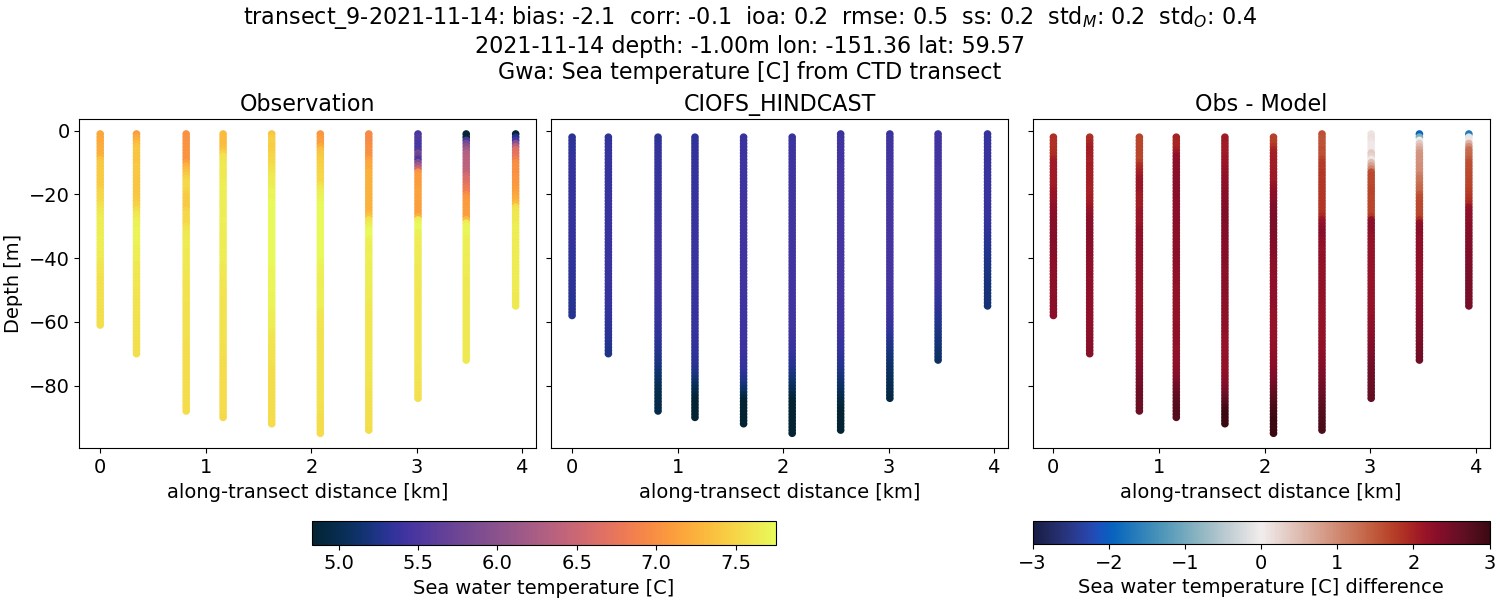 transect_9-2021-11-14: bias: -2.1 corr: -0.1 ioa: 0.2 rmse: 0.5 ss: 0.2 std_M: 0.2 std_O: 0.4
2021-11-14 depth: -1.00m lon: -151.36 lat: 59.57
Gwa: Sea temperature [C] from CTD transect
Observation
CIOFS_HINDCAST
Obs - Model
Depth [m]
0
−20
−40
−60
−80
0 1 2 3 4
0 1 2 3 4
0 1 2 3 4
along-transect distance [km]
along-transect distance [km]
along-transect distance [km]
5.0 5.5 6.0 6.5 7.0 7.5
Sea water temperature [C]
−3 −2 −1 0 1 2 3
Sea water temperature [C] difference